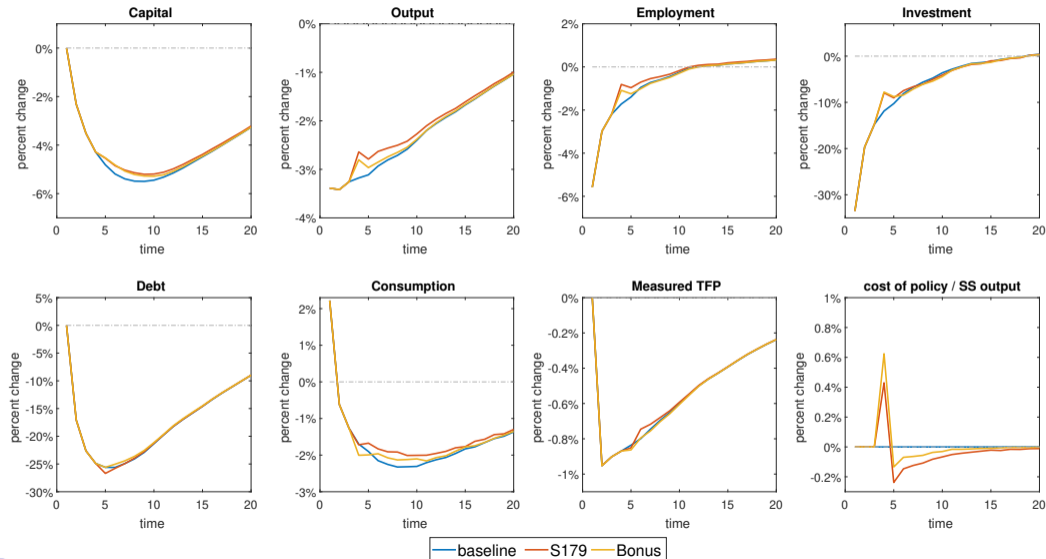 Capital
Output
Employment
Investment
percent change
0%
-2%
-4%
-6%
0 5 10 15 20
time
percent change
0%
-1%
-2%
-3%
-4%
0 5 10 15 20
time
percent change
2%
0%
-2%
-4%
-6%
0 5 10 15 20
time
percent change
0%
-10%
-20%
-30%
0 5 10 15 20
time
Debt
Consumption
Measured TFP
cost of policy / SS output
percent change
5%
0%
-5%
-10%
-15%
-20%
-25%
-30%
0 5 10 15 20
time
percent change
2%
1%
0%
-1%
-2%
-3%
0 5 10 15 20
time
percent change
0%
-0.2%
-0.4%
-0.6%
-0.8%
-1%
0 5 10 15 20
time
percent change
1%
0.8%
0.6%
0.4%
0.2%
0%
-0.2%
0 5 10 15 20
time
baseline S179 Bonus